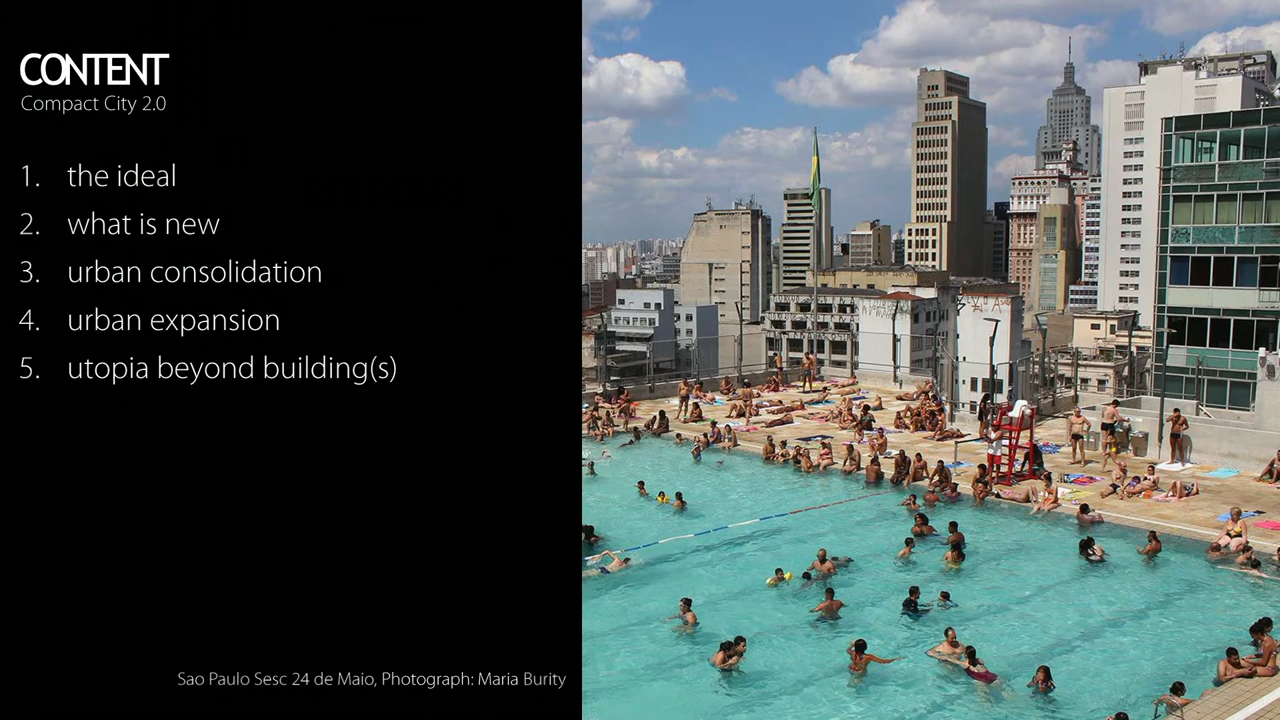 CONTENT
Compact City 2.0
1. the ideal
2. what is new
3. urban consolidation
4. urban expansion
5. utopia beyond building(s)
Sao Paulo Sesc 24 de Maio, Photograph: Maria Burity